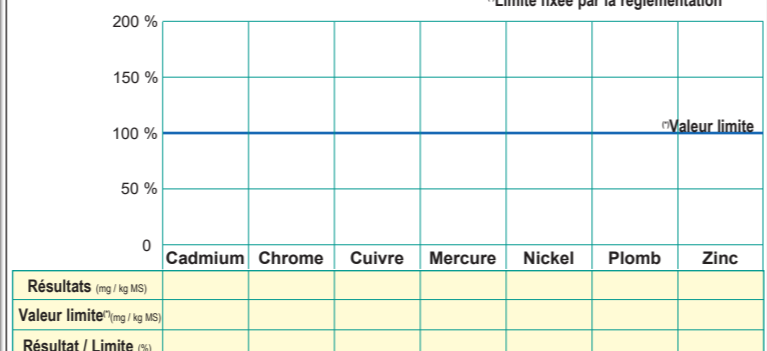 (*)Limite fixée par la réglementation
200 %
150 %
100 %
(*)Valeur limite
50 %
0
Cadmium Chrome Cuivre Mercure Nickel Plomb Zinc
Résultats (mg / kg MS)
Valeur limite(*)(mg / kg MS)
Résultat / Limite (%)